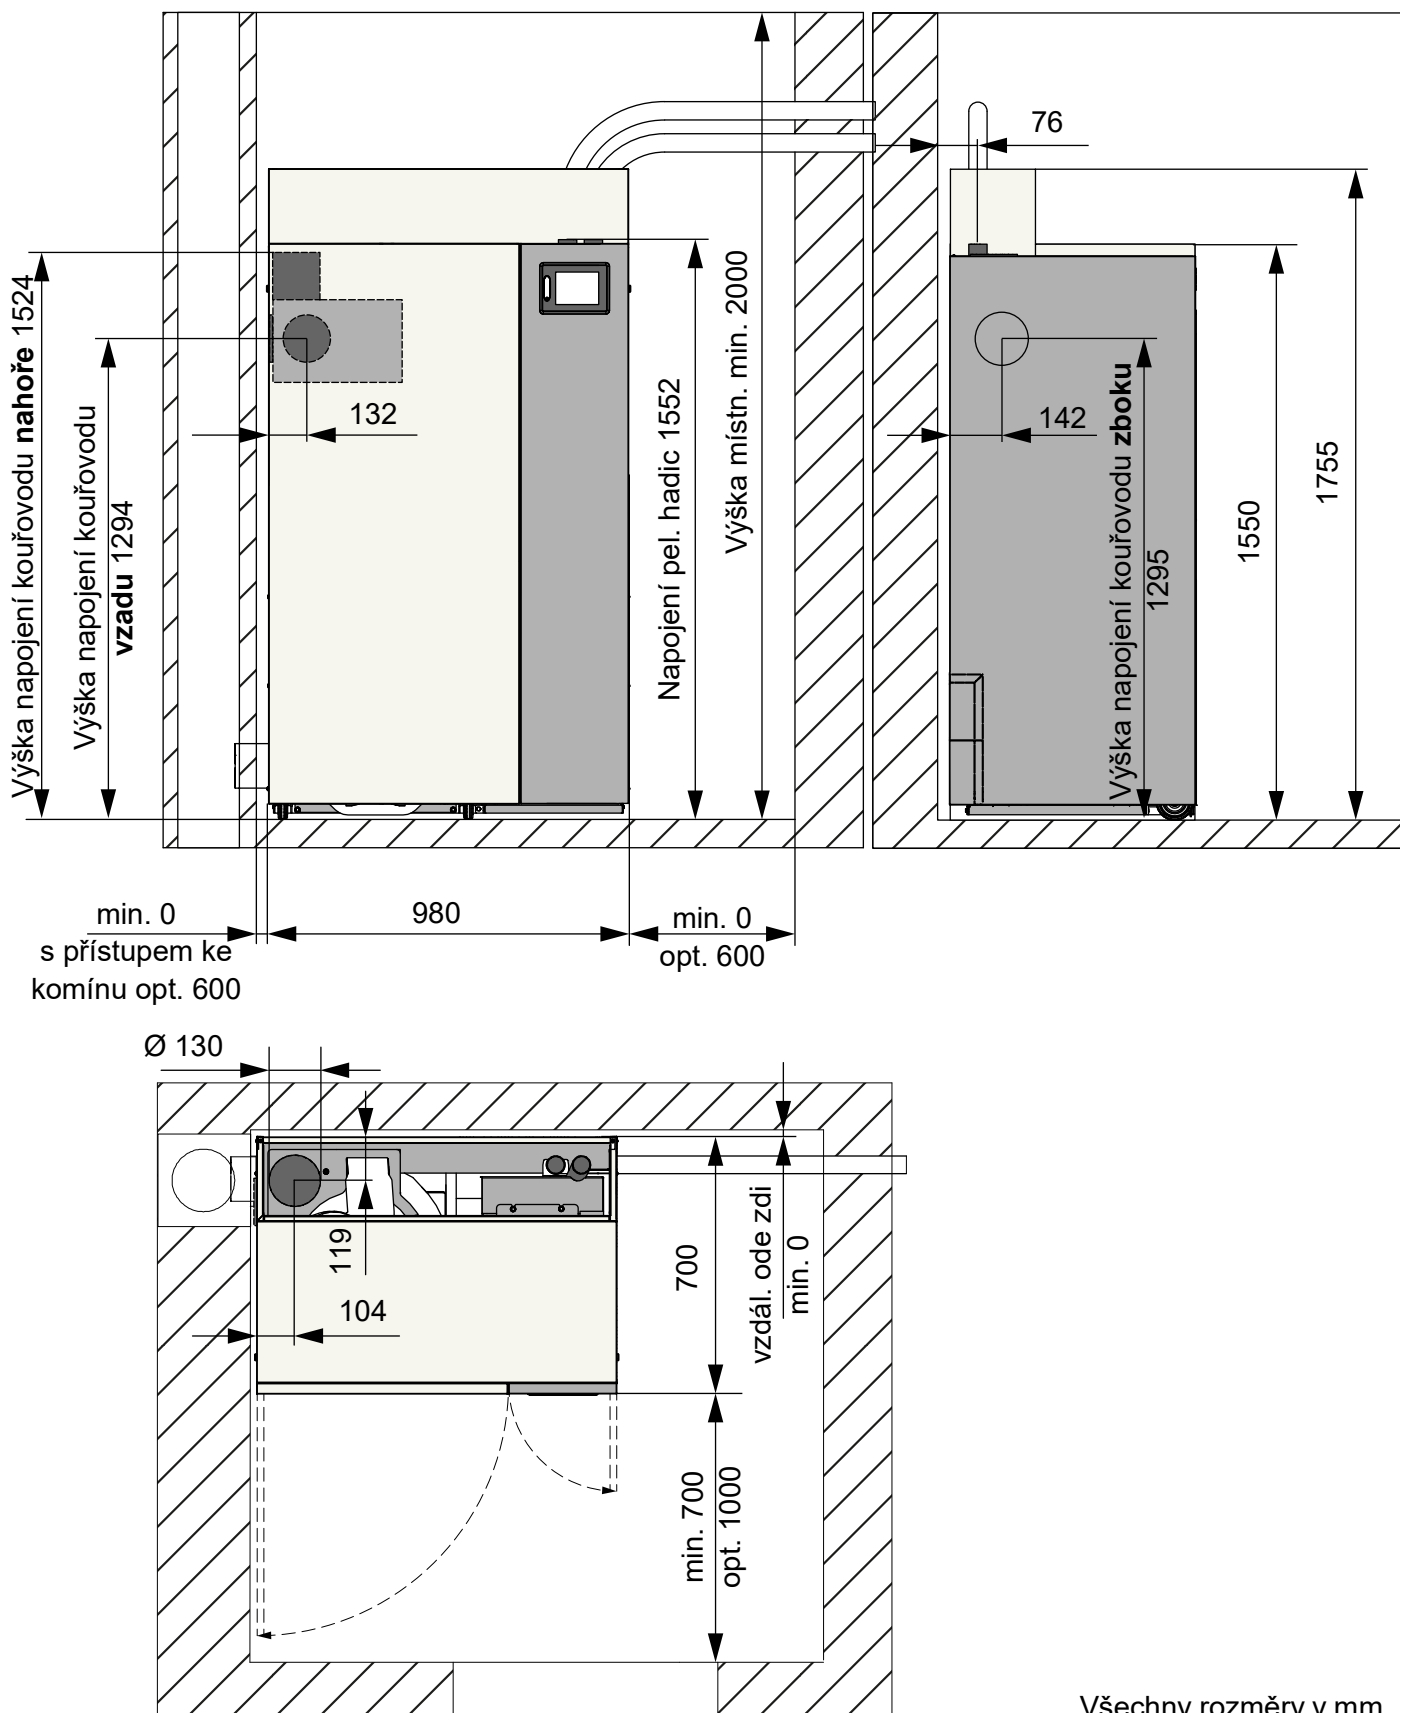 76
Výška napojení kouřovodu nahoře 1524
Výška napojení kouřovodu
vzadu 1294
132
Napojení pel. hadic 1552
Výška místn. min. 2000
142
Výška napojení kouřovodu zboku
1295
1550
1755
min. 0
s přístupem ke
komínu opt. 600
980
min. 0
opt. 600
Ø 130
119
104
700
vzdál. ode zdi
min. 0
min. 700
opt. 1000
Všechny rozměry v mm